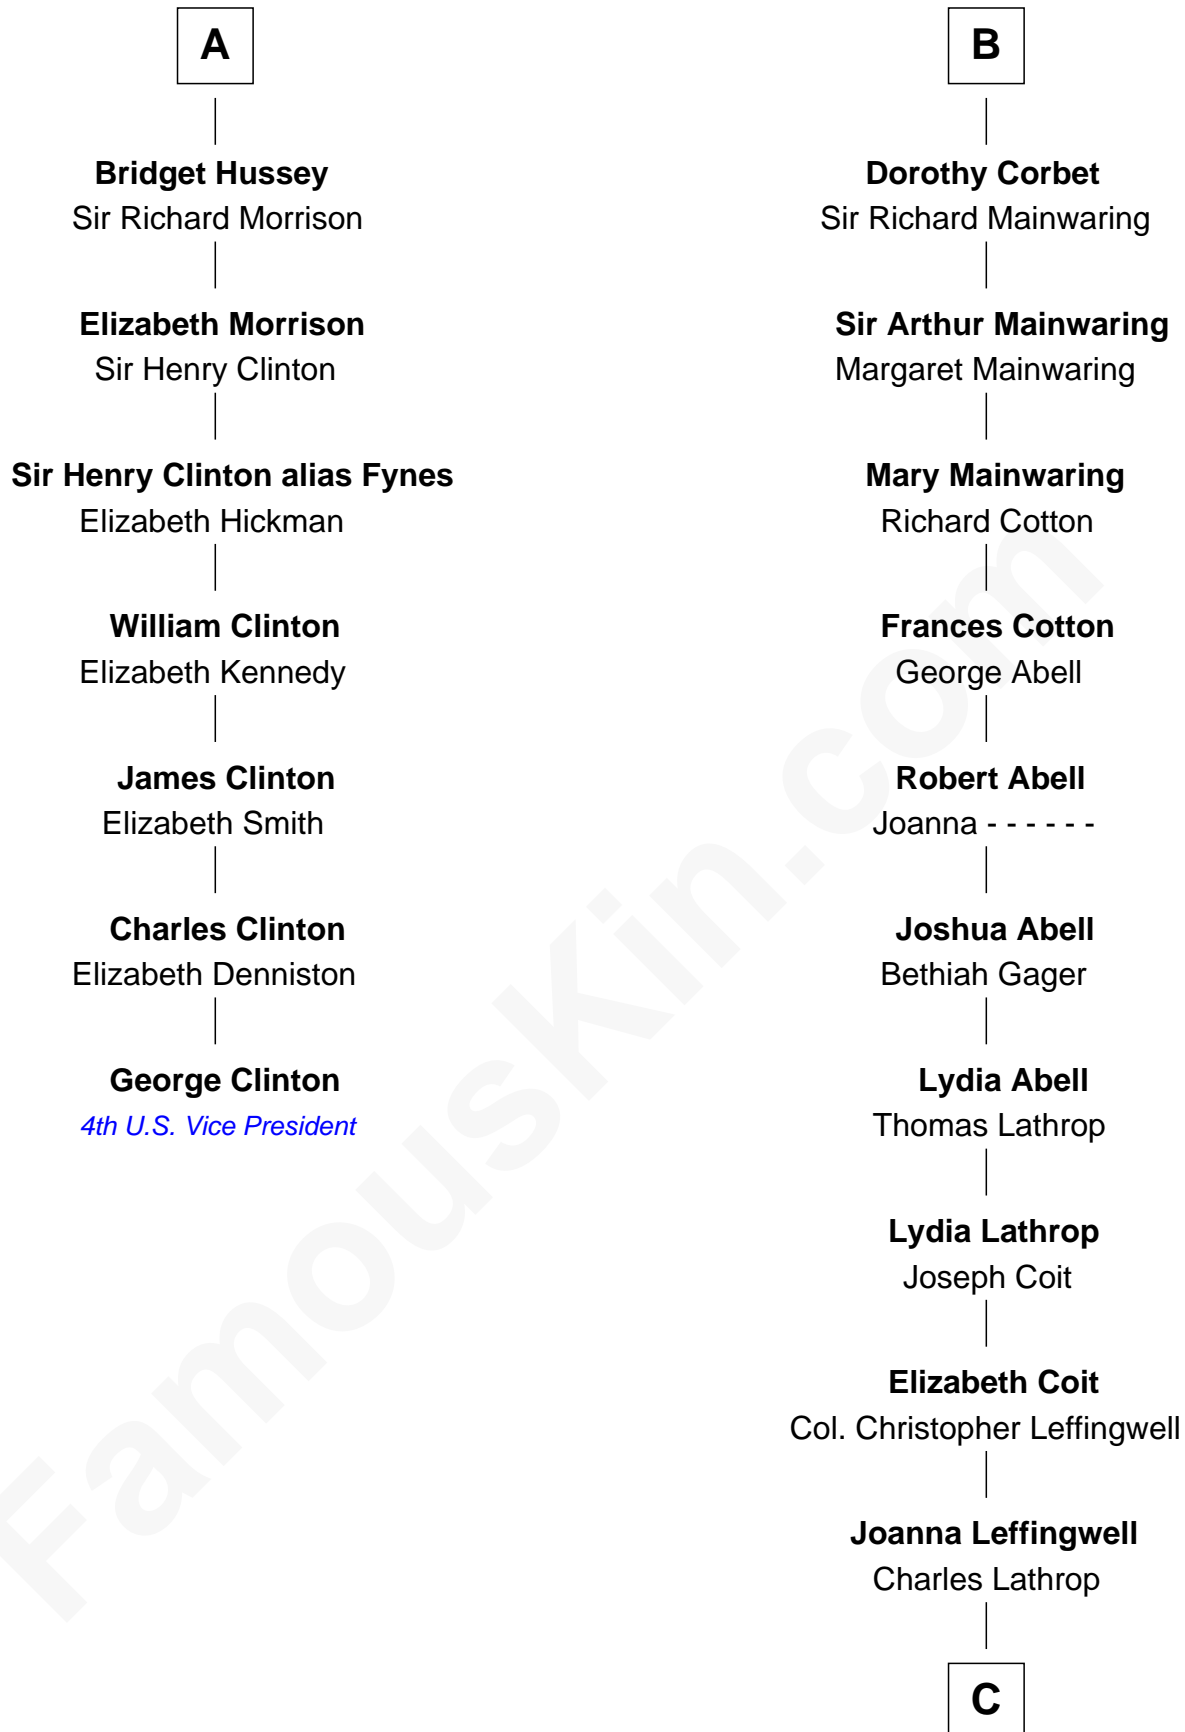 A
Bridget Hussey
Sir Richard Morrison
Elizabeth Morrison
Sir Henry Clinton
Sir Henry Clinton alias Fynes
Elizabeth Hickman
William Clinton
Elizabeth Kennedy
James Clinton
Elizabeth Smith
Charles Clinton
Elizabeth Denniston
George Clinton
4th U.S. Vice President
B
Dorothy Corbet
Sir Richard Mainwaring
Sir Arthur Mainwaring
Margaret Mainwaring
Mary Mainwaring
Richard Cotton
Frances Cotton
George Abell
Robert Abell
Joanna - - - - - -
Joshua Abell
Bethiah Gager
Lydia Abell
Thomas Lathrop
Lydia Lathrop
Joseph Coit
Elizabeth Coit
Col. Christopher Leffingwell
Joanna Leffingwell
Charles Lathrop
C
FamousKin.com